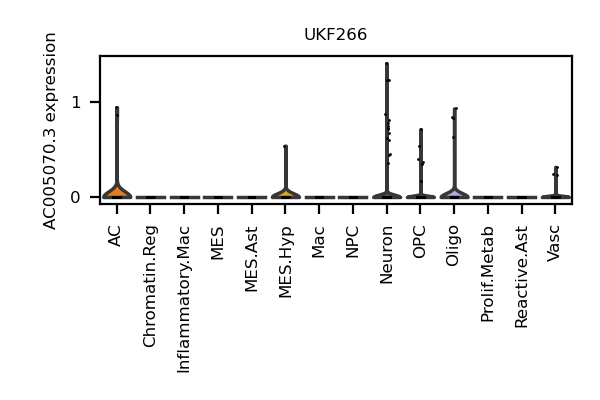 UKF266
AC005070.3 expression
1
0
AC
Chromatin.Reg
Inflammatory.Mac
MES
MES.Ast
MES.Hyp
Mac
NPC
Neuron
OPC
Oligo
Prolif.Metab
Reactive.Ast
Vasc